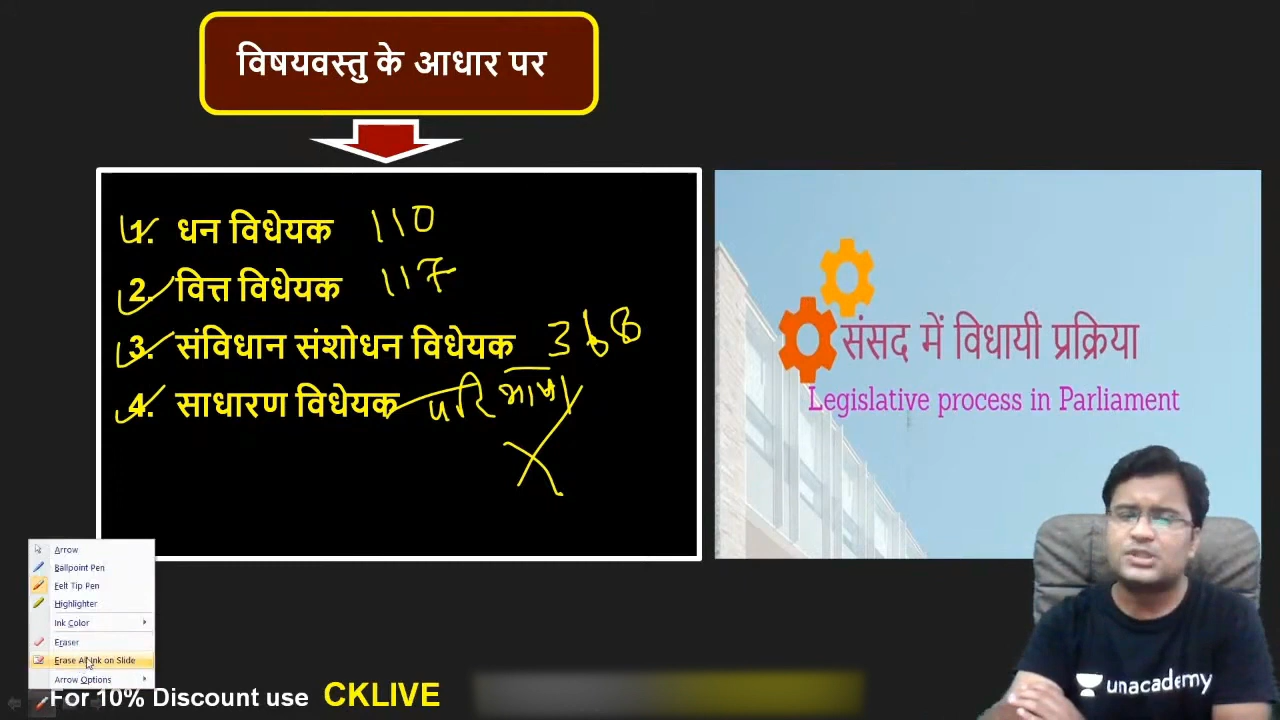 विषयवस्तु के आधार पर
1. धन विधेयक 110
2. वित्त विधेयक 117
3. संविधान संशोधन विधेयक 368
4. साधारण विधेयक परिभाषा
संसद में विधायी प्रक्रिया
Legislative process in Parliament
Arrow
Ballpoint Pen
Felt Tip Pen
Highlighter
Ink Color
Eraser
Erase All Ink on Slide
Arrow Options
For 10% Discount use CKLIVE
unacademy